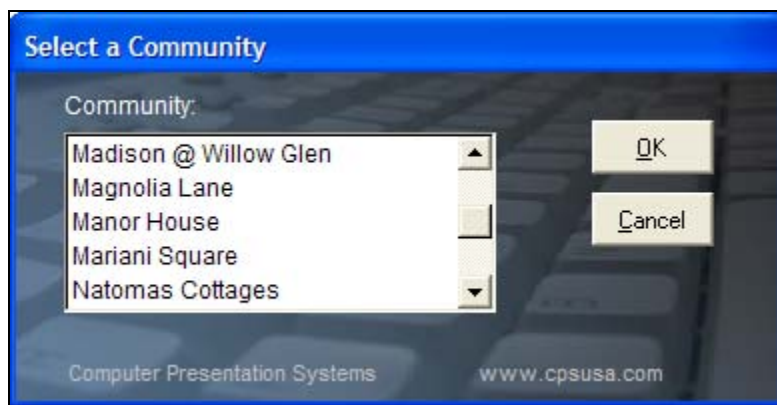 Select a Community
Community:
Madison @ Willow Glen
Magnolia Lane
Manor House
Mariani Square
Natomas Cottages
OK
Cancel
Computer Presentation Systems www.cpsusa.com